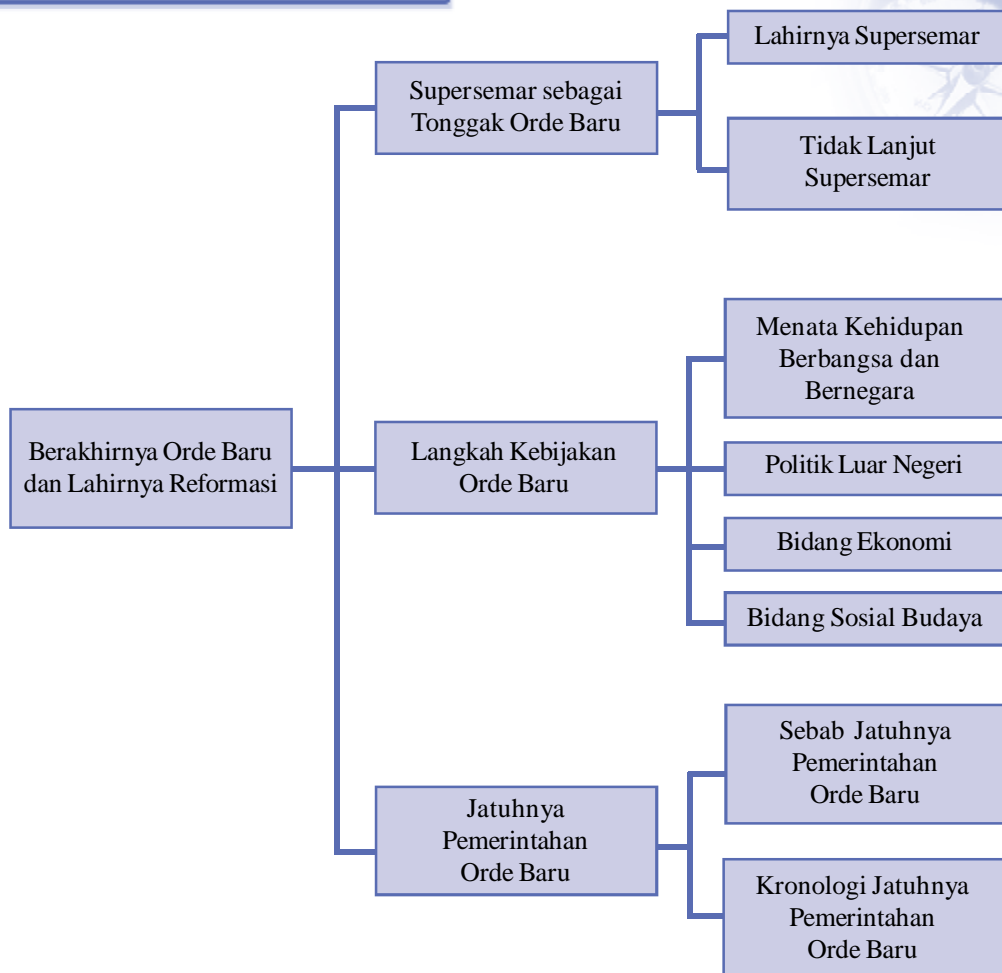 Lahirnya Supersemar
Supersemar sebagai
Tonggak Orde Baru
Tidak Lanjut
Supersemar
Menata Kehidupan
Berbangsa dan
Bernegara
Berakhirnya Orde Baru
dan Lahirnya Reformasi
Langkah Kebijakan
Orde Baru
Politik Luar Negeri
Bidang Ekonomi
Bidang Sosial Budaya
Sebab Jatuhnya
Pemerintahan
Orde Baru
Jatuhnya
Pemerintahan
Orde Baru
Kronologi Jatuhnya
Pemerintahan
Orde Baru